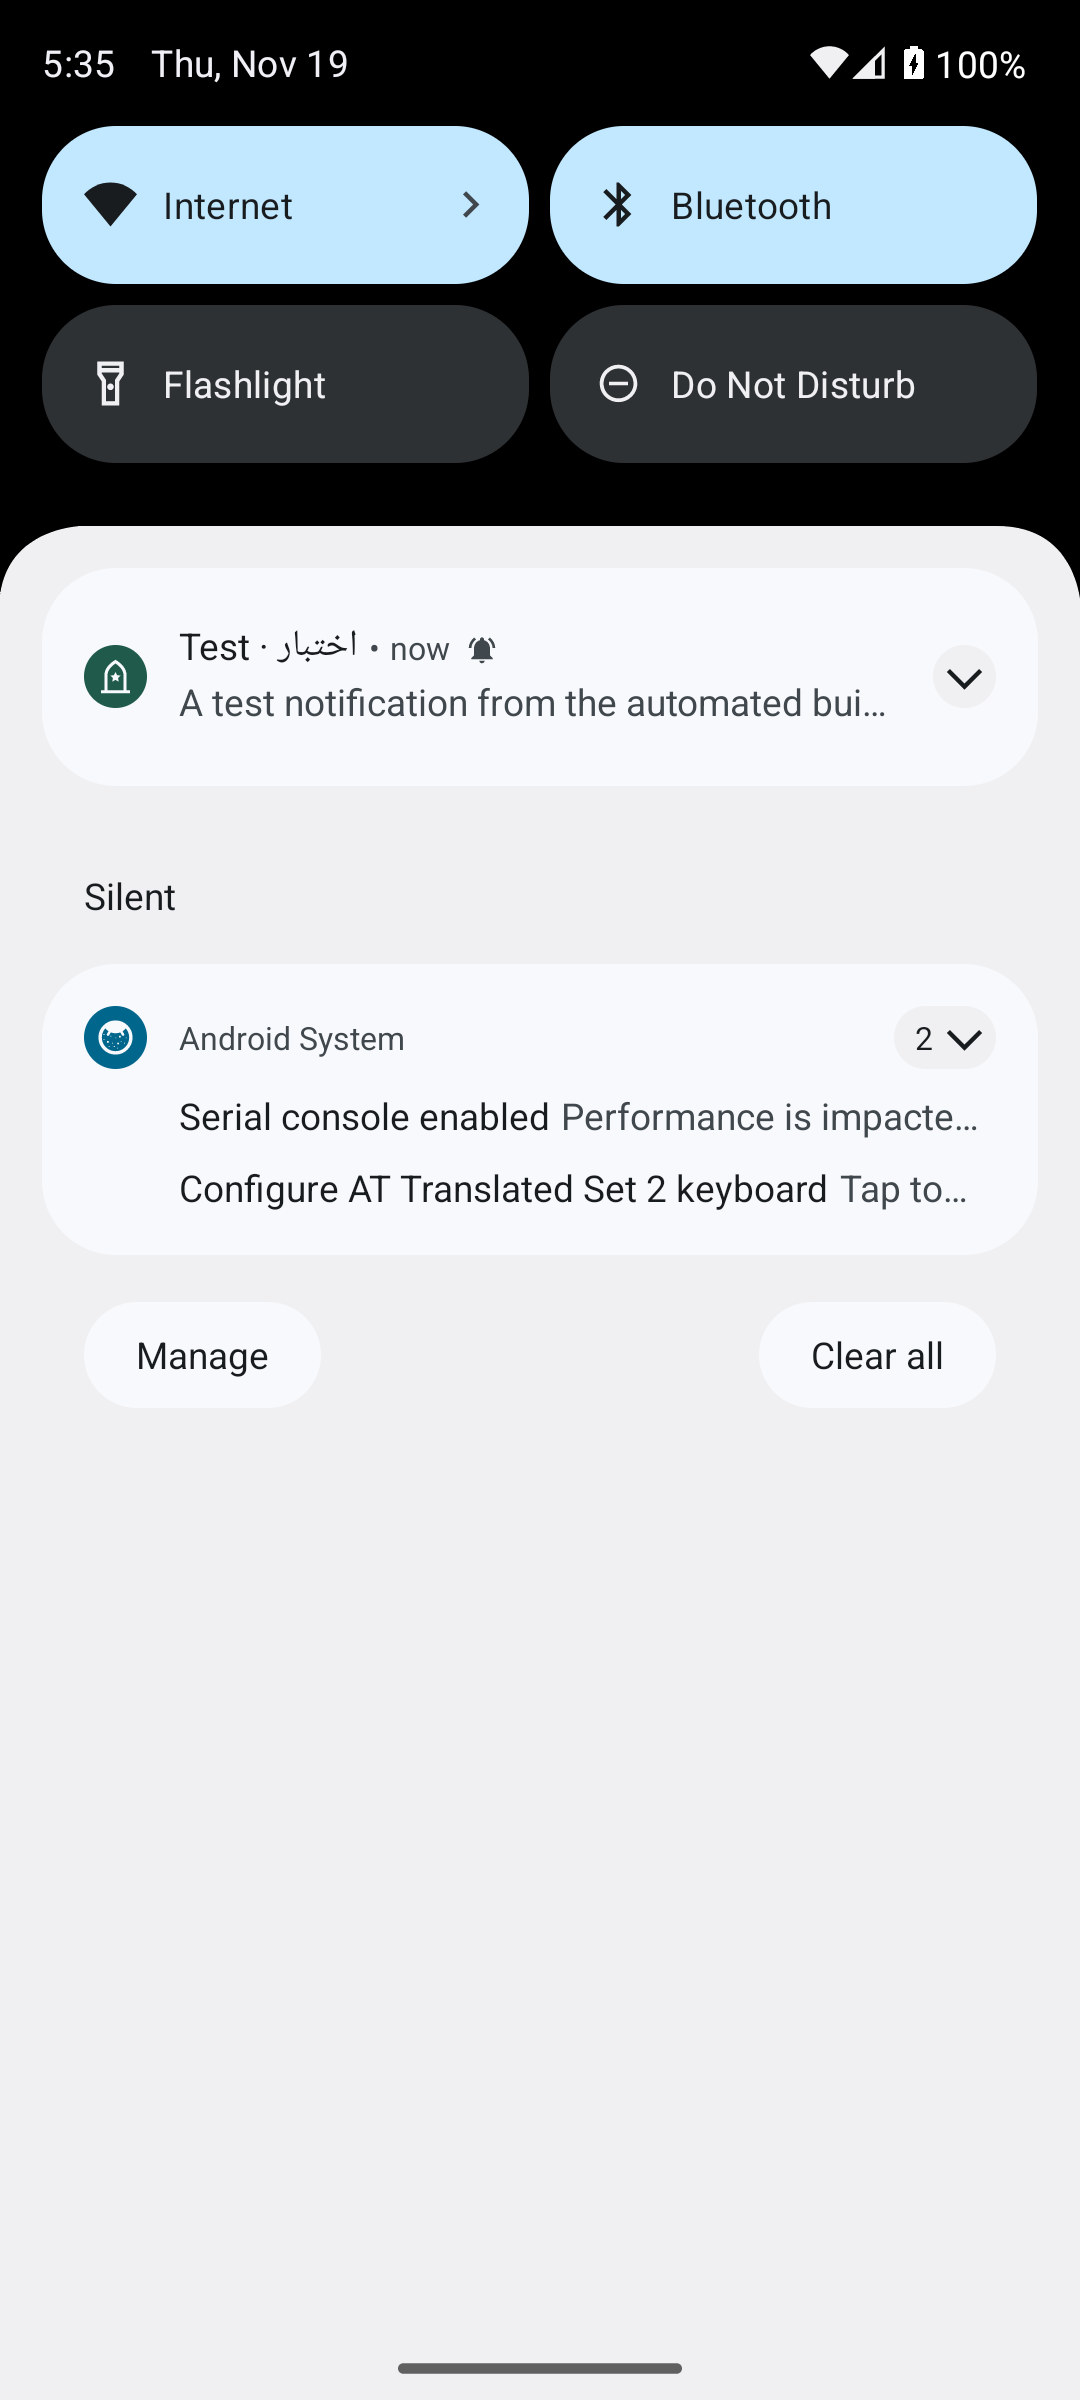 5:35 Thu, Nov 19 100%
Internet
Bluetooth
Flashlight
Do Not Disturb
Test · اختبار • now
A test notification from the automated bui…
Silent
Android System 2
Serial console enabled Performance is impacte…
Configure AT Translated Set 2 keyboard Tap to…
Manage
Clear all